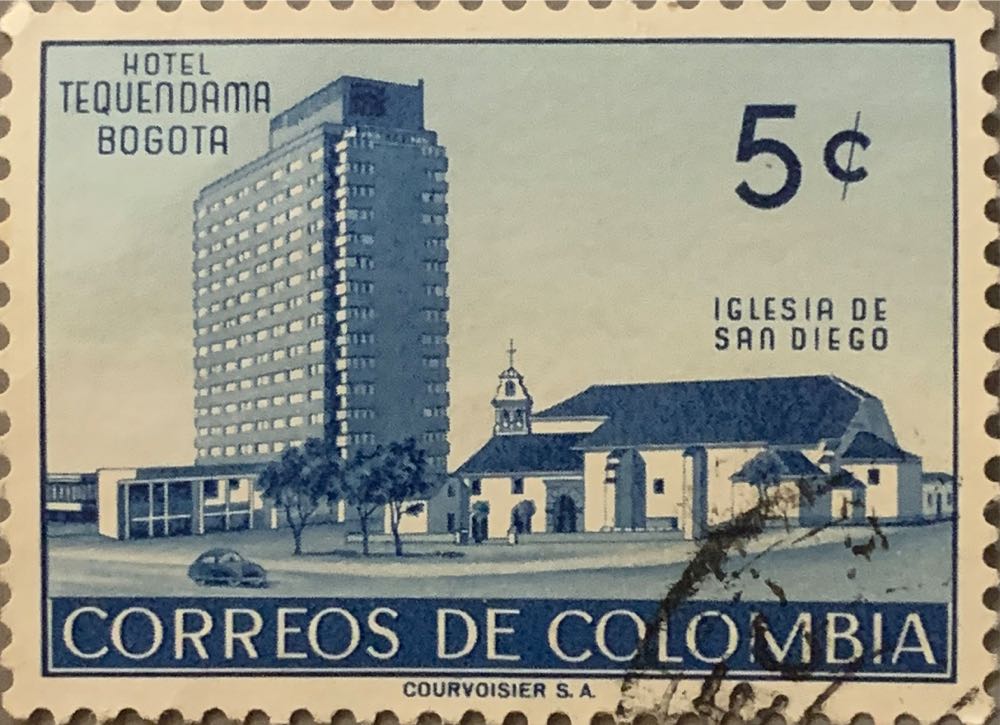 HOTEL
TEQUENDAMA
BOGOTA
5¢
IGLESIA DE
SAN DIEGO
CORREOS DE COLOMBIA
COURVOISIER S. A.